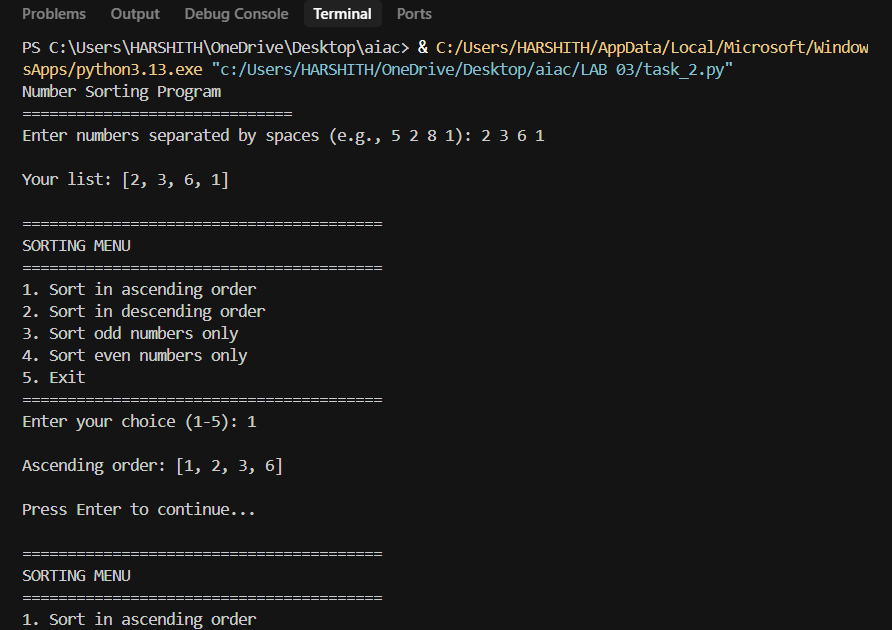 Problems Output Debug Console Terminal Ports
PS C:\Users\HARSHITH\OneDrive\Desktop\aiac> & C:/Users/HARSHITH/AppData/Local/Microsoft/Window
sApps/python3.13.exe "c:/Users/HARSHITH/OneDrive/Desktop/aiac/LAB 03/task_2.py"
Number Sorting Program
==============================
Enter numbers separated by spaces (e.g., 5 2 8 1): 2 3 6 1
Your list: [2, 3, 6, 1]
========================================
SORTING MENU
========================================
1. Sort in ascending order
2. Sort in descending order
3. Sort odd numbers only
4. Sort even numbers only
5. Exit
========================================
Enter your choice (1-5): 1
Ascending order: [1, 2, 3, 6]
Press Enter to continue...
========================================
SORTING MENU
========================================
1. Sort in ascending order